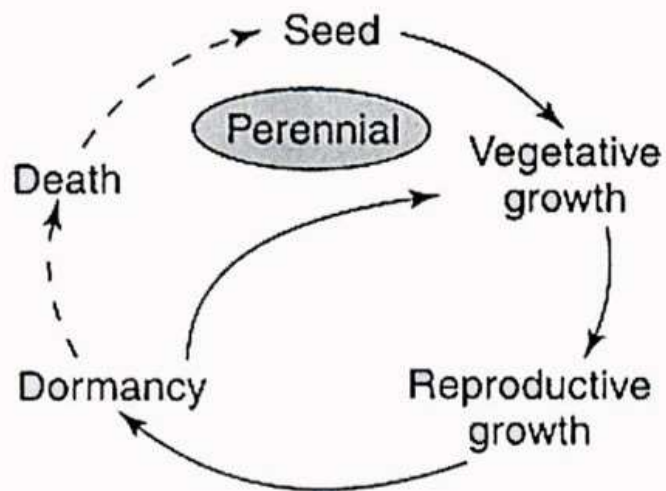 Seed
Perennial
Vegetative
growth
Death
Dormancy
Reproductive
growth